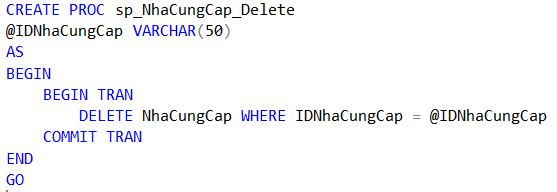 CREATE PROC sp_NhaCungCap_Delete
@IDNhaCungCap VARCHAR(50)
AS
BEGIN
    BEGIN TRAN
        DELETE NhaCungCap WHERE IDNhaCungCap = @IDNhaCungCap
    COMMIT TRAN
END
GO